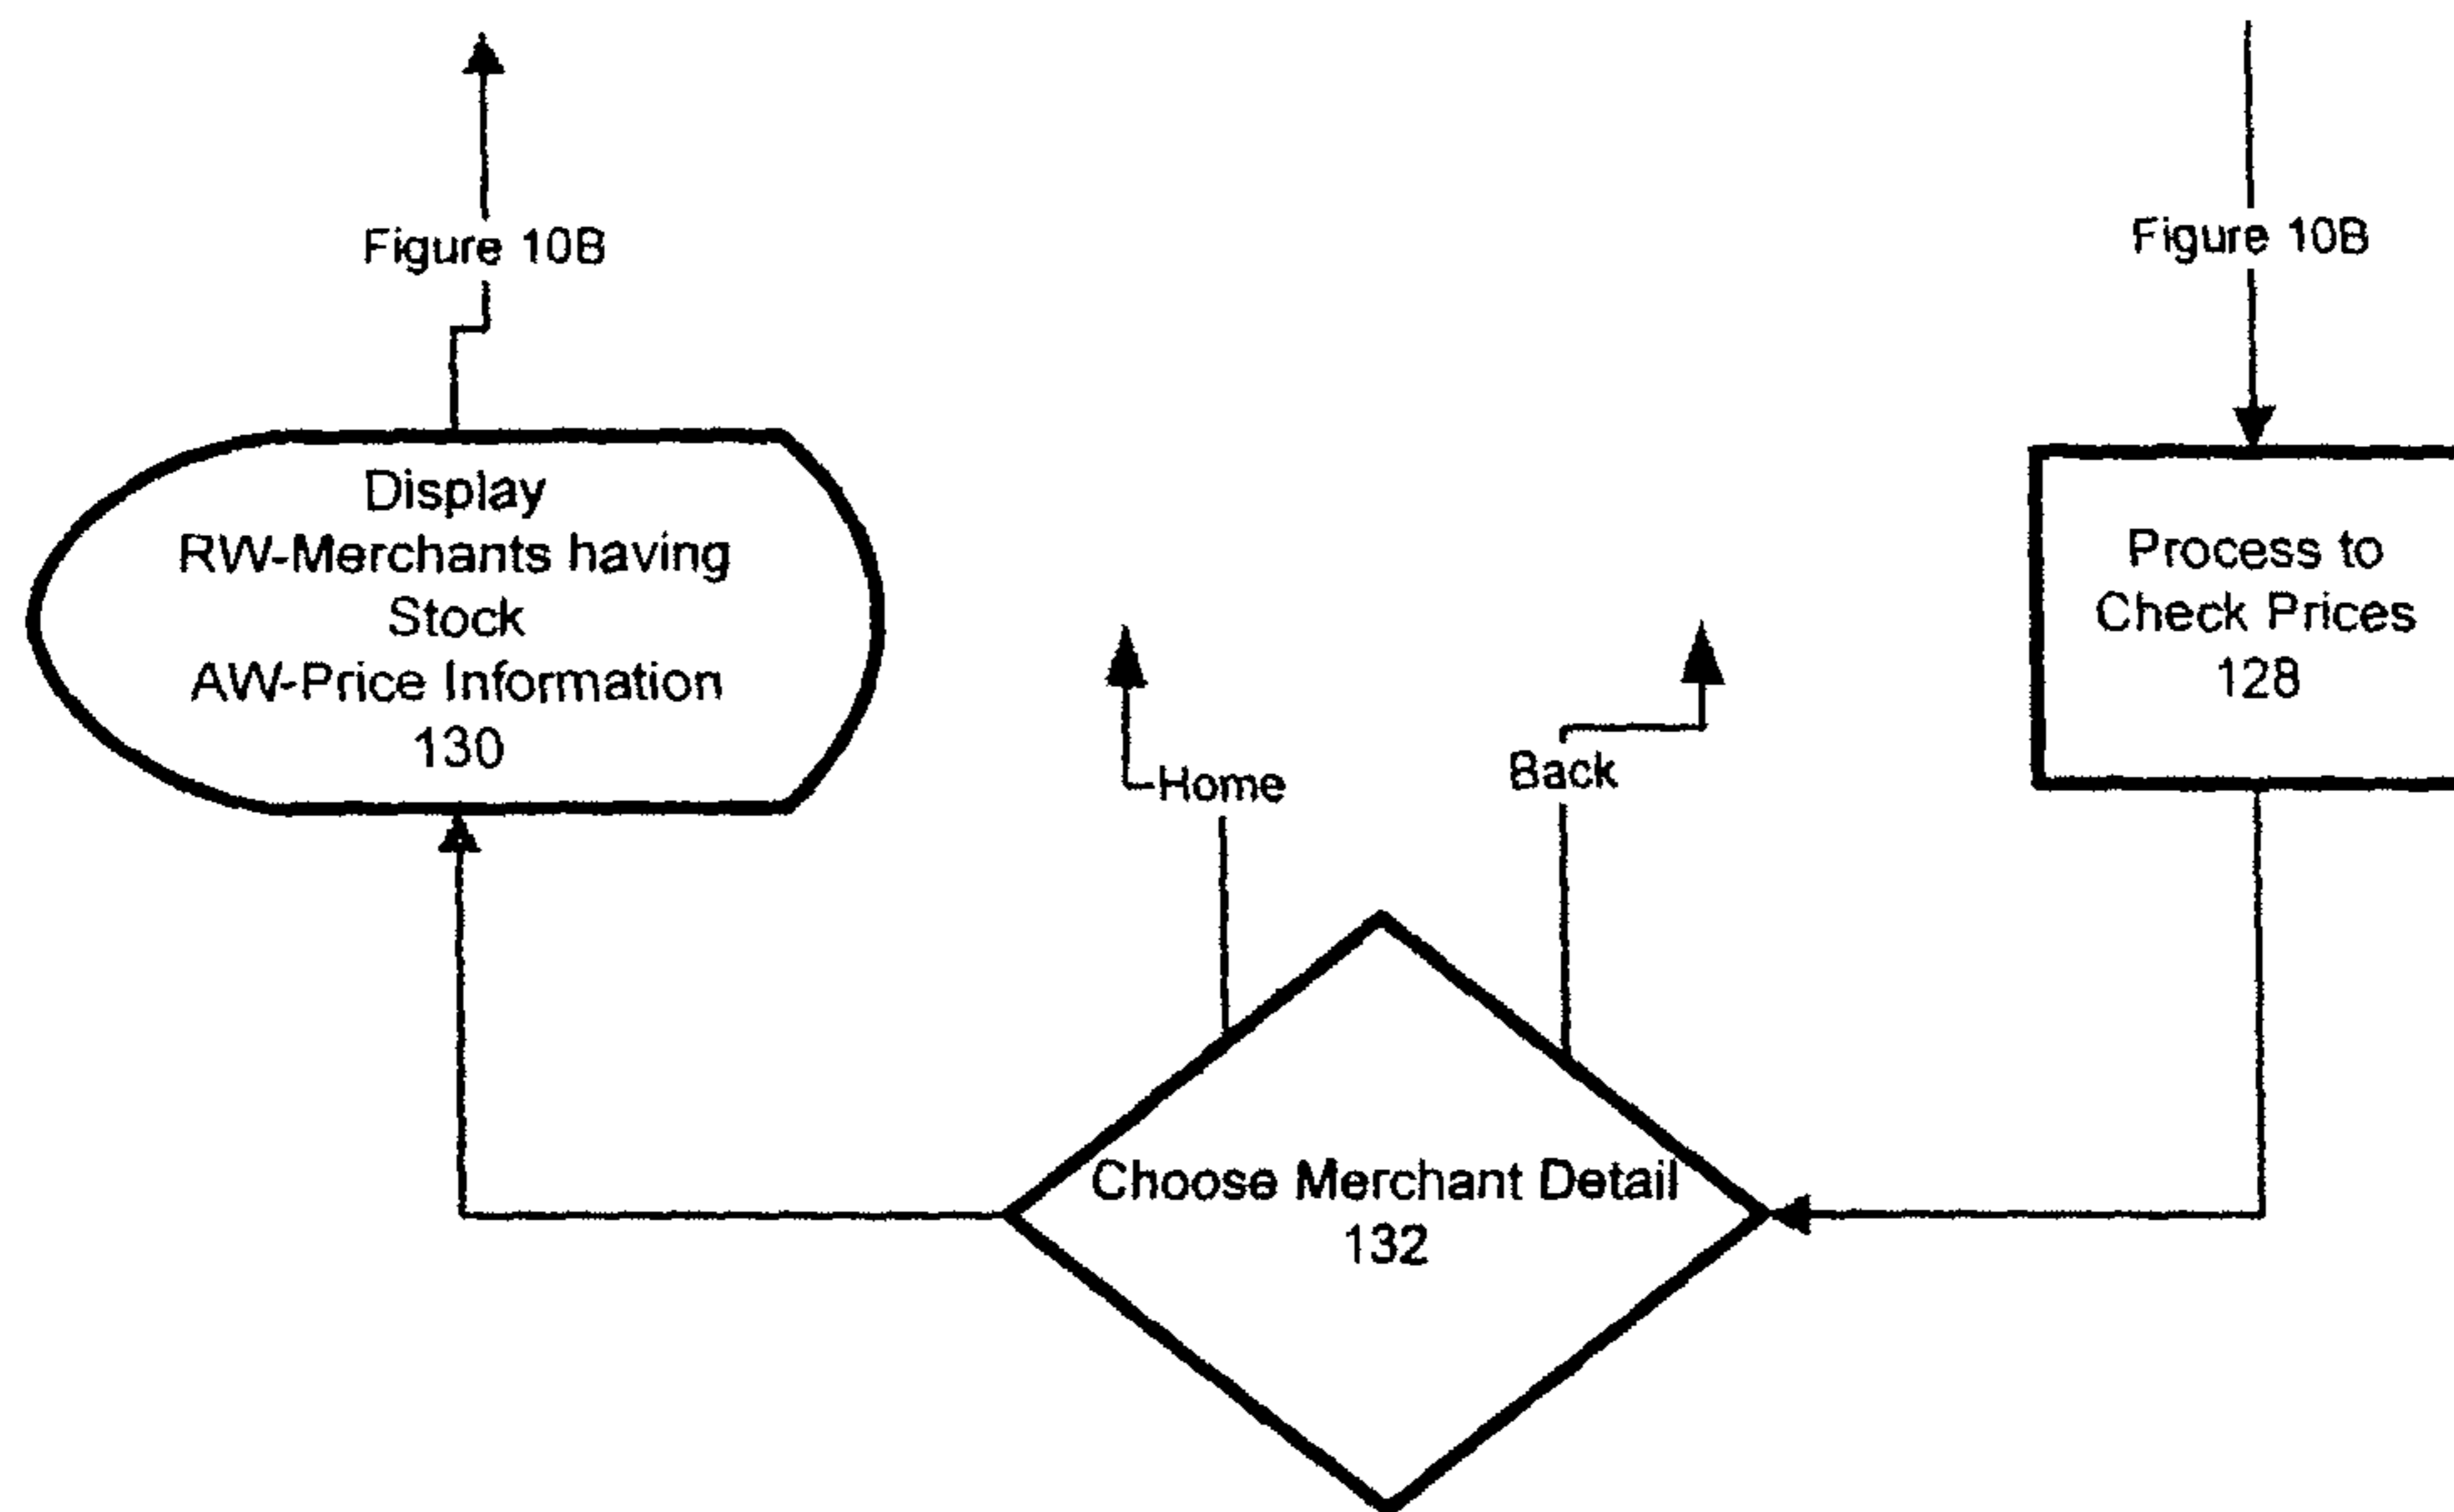 Figure 10B
Figure 10B
Display
RW-Merchants having
Stock
AW-Price Information
130
Process to
Check Prices
128
Home
Back
Choose Merchant Detail
132